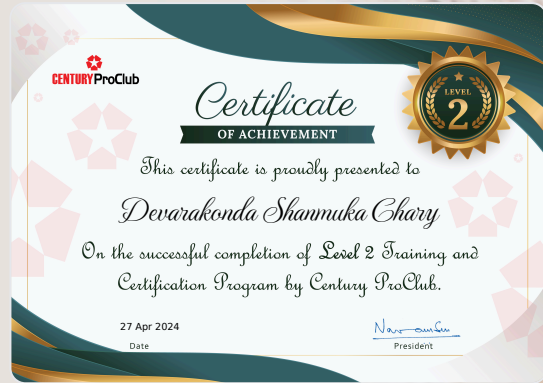 CENTURY ProClub
Certificate
OF ACHIEVEMENT
LEVEL
2
This certificate is proudly presented to
Devarakonda Shanmuka Chary
On the successful completion of Level 2 Training and
Certification Program by Century ProClub.
27 Apr 2024
Date
President